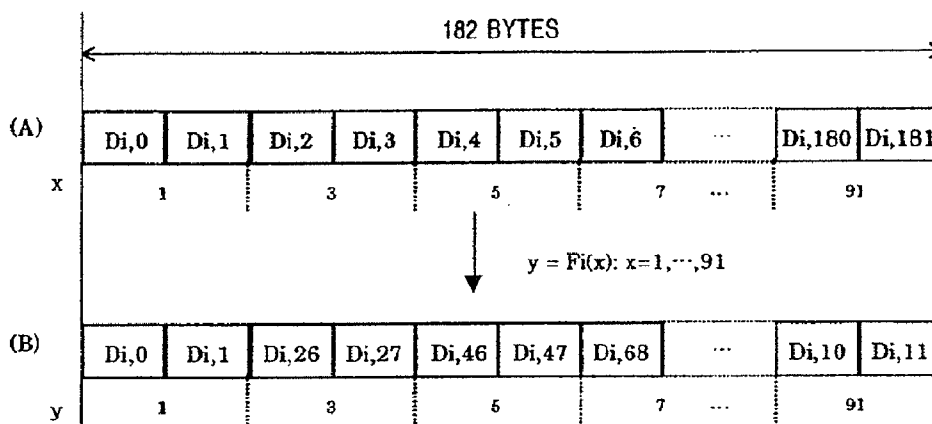 182 BYTES
(A) Di,0 Di,1 Di,2 Di,3 Di,4 Di,5 Di,6 ... Di,180 Di,181
x 1 3 5 7 ... 91
y = Fi(x): x=1,...,91
(B) Di,0 Di,1 Di,26 Di,27 Di,46 Di,47 Di,68 ... Di,10 Di,11
y 1 3 5 7 ... 91